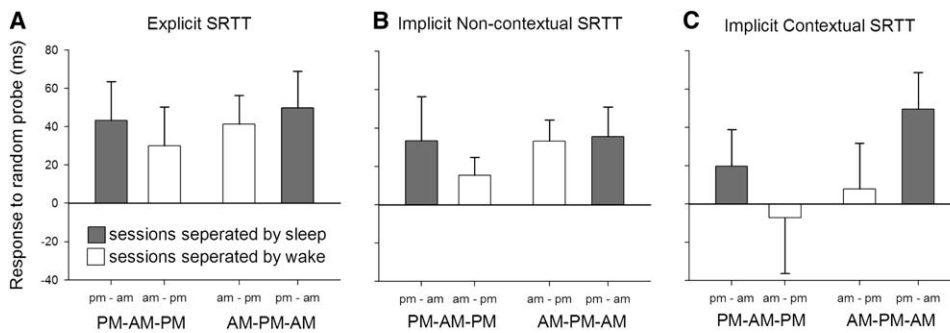 A Explicit SRTT
B Implicit Non-contextual SRTT
C Implicit Contextual SRTT
Response to random probe (ms)
80
60
40
20
0
-20
-40
sessions seperated by sleep
sessions seperated by wake
pm - am am - pm am - pm pm - am
PM-AM-PM AM-PM-AM
pm - am am - pm am - pm pm - am
PM-AM-PM AM-PM-AM
pm - am am - pm am - pm pm - am
PM-AM-PM AM-PM-AM